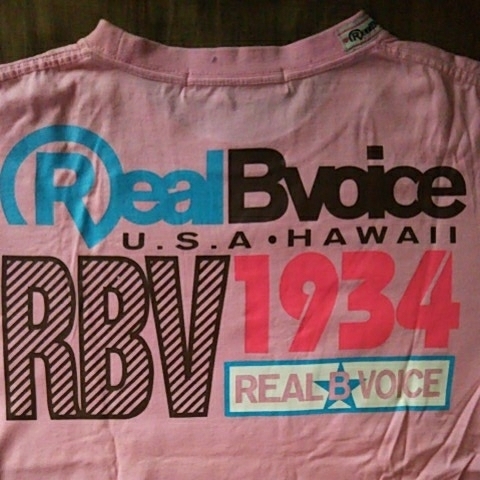 RealBvoice
U.S.A • HAWAII
RBV 1934
REAL B VOICE